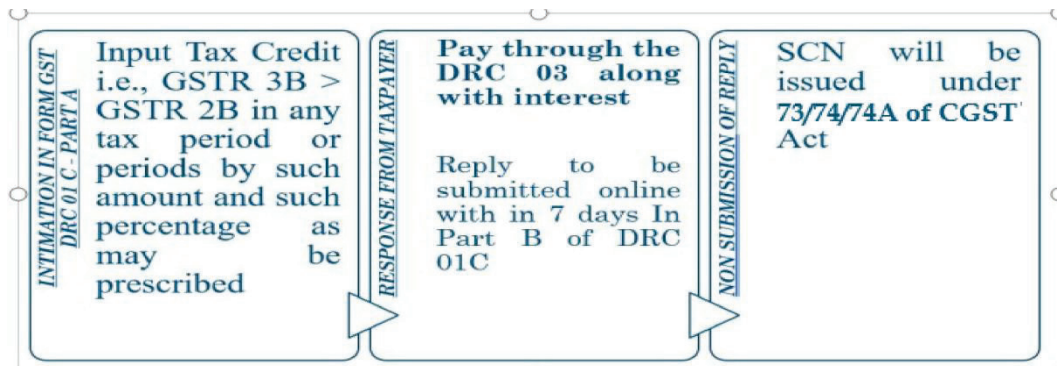 INTIMATION IN FORM GST
DRC 01 C - PART A
Input Tax Credit
i.e., GSTR 3B >
GSTR 2B in any
tax period or
periods by such
amount and such
percentage as
may be
prescribed
RESPONSE FROM TAXPAYER
Pay through the
DRC 03 along
with interest
Reply to be
submitted online
with in 7 days In
Part B of DRC
01C
NON SUBMISSION OF REPLY
SCN will be
issued under
73/74/74A of CGST
Act